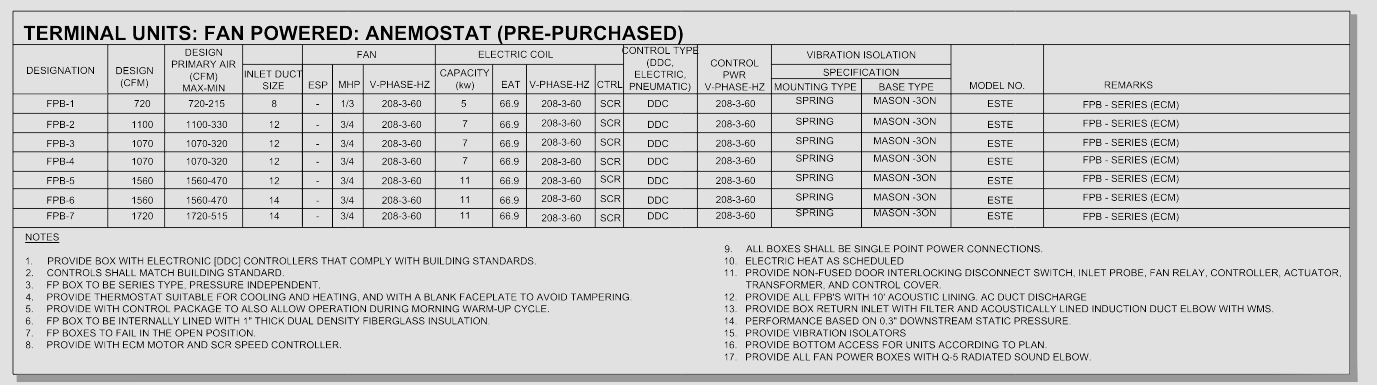 TERMINAL UNITS: FAN POWERED: ANEMOSTAT (PRE-PURCHASED)
DESIGNATION | DESIGN (CFM) | DESIGN PRIMARY AIR (CFM) MAX-MIN | FAN | ELECTRIC COIL | CONTROL TYPE (DDC, ELECTRIC, PNEUMATIC) | CONTROL PWR V-PHASE-HZ | VIBRATION ISOLATION | MODEL NO. | REMARKS
SPECIFICATION
INLET DUCT SIZE | ESP | MHP | V-PHASE-HZ | CAPACITY (kw) | EAT | V-PHASE-HZ | CTRL | MOUNTING TYPE | BASE TYPE
FPB-1 | 720 | 720-215 | 8 | - | 1/3 | 208-3-60 | 5 | 66.9 | 208-3-60 | SCR | DDC | 208-3-60 | SPRING | MASON -3ON | ESTE | FPB - SERIES (ECM)
FPB-2 | 1100 | 1100-330 | 12 | - | 3/4 | 208-3-60 | 7 | 66.9 | 208-3-60 | SCR | DDC | 208-3-60 | SPRING | MASON -3ON | ESTE | FPB - SERIES (ECM)
FPB-3 | 1070 | 1070-320 | 12 | - | 3/4 | 208-3-60 | 7 | 66.9 | 208-3-60 | SCR | DDC | 208-3-60 | SPRING | MASON -3ON | ESTE | FPB - SERIES (ECM)
FPB-4 | 1070 | 1070-320 | 12 | - | 3/4 | 208-3-60 | 7 | 66.9 | 208-3-60 | SCR | DDC | 208-3-60 | SPRING | MASON -3ON | ESTE | FPB - SERIES (ECM)
FPB-5 | 1560 | 1560-470 | 12 | - | 3/4 | 208-3-60 | 11 | 66.9 | 208-3-60 | SCR | DDC | 208-3-60 | SPRING | MASON -3ON | ESTE | FPB - SERIES (ECM)
FPB-6 | 1560 | 1560-470 | 14 | - | 3/4 | 208-3-60 | 11 | 66.9 | 208-3-60 | SCR | DDC | 208-3-60 | SPRING | MASON -3ON | ESTE | FPB - SERIES (ECM)
FPB-7 | 1720 | 1720-515 | 14 | - | 3/4 | 208-3-60 | 11 | 66.9 | 208-3-60 | SCR | DDC | 208-3-60 | SPRING | MASON -3ON | ESTE | FPB - SERIES (ECM)
NOTES
1. PROVIDE BOX WITH ELECTRONIC [DDC] CONTROLLERS THAT COMPLY WITH BUILDING STANDARDS.
2. CONTROLS SHALL MATCH BUILDING STANDARD.
3. FP BOX TO BE SERIES TYPE, PRESSURE INDEPENDENT.
4. PROVIDE THERMOSTAT SUITABLE FOR COOLING AND HEATING, AND WITH A BLANK FACEPLATE TO AVOID TAMPERING.
5. PROVIDE WITH CONTROL PACKAGE TO ALSO ALLOW OPERATION DURING MORNING WARM-UP CYCLE.
6. FP BOX TO BE INTERNALLY LINED WITH 1" THICK DUAL DENSITY FIBERGLASS INSULATION.
7. FP BOXES TO FAIL IN THE OPEN POSITION.
8. PROVIDE WITH ECM MOTOR AND SCR SPEED CONTROLLER.
9. ALL BOXES SHALL BE SINGLE POINT POWER CONNECTIONS.
10. ELECTRIC HEAT AS SCHEDULED
11. PROVIDE NON-FUSED DOOR INTERLOCKING DISCONNECT SWITCH, INLET PROBE, FAN RELAY, CONTROLLER, ACTUATOR,
TRANSFORMER, AND CONTROL COVER.
12. PROVIDE ALL FPB'S WITH 10' ACOUSTIC LINING. AC DUCT DISCHARGE
13. PROVIDE BOX RETURN INLET WITH FILTER AND ACOUSTICALLY LINED INDUCTION DUCT ELBOW WITH WMS.
14. PERFORMANCE BASED ON 0.3" DOWNSTREAM STATIC PRESSURE.
15. PROVIDE VIBRATION ISOLATORS
16. PROVIDE BOTTOM ACCESS FOR UNITS ACCORDING TO PLAN.
17. PROVIDE ALL FAN POWER BOXES WITH Q-5 RADIATED SOUND ELBOW.